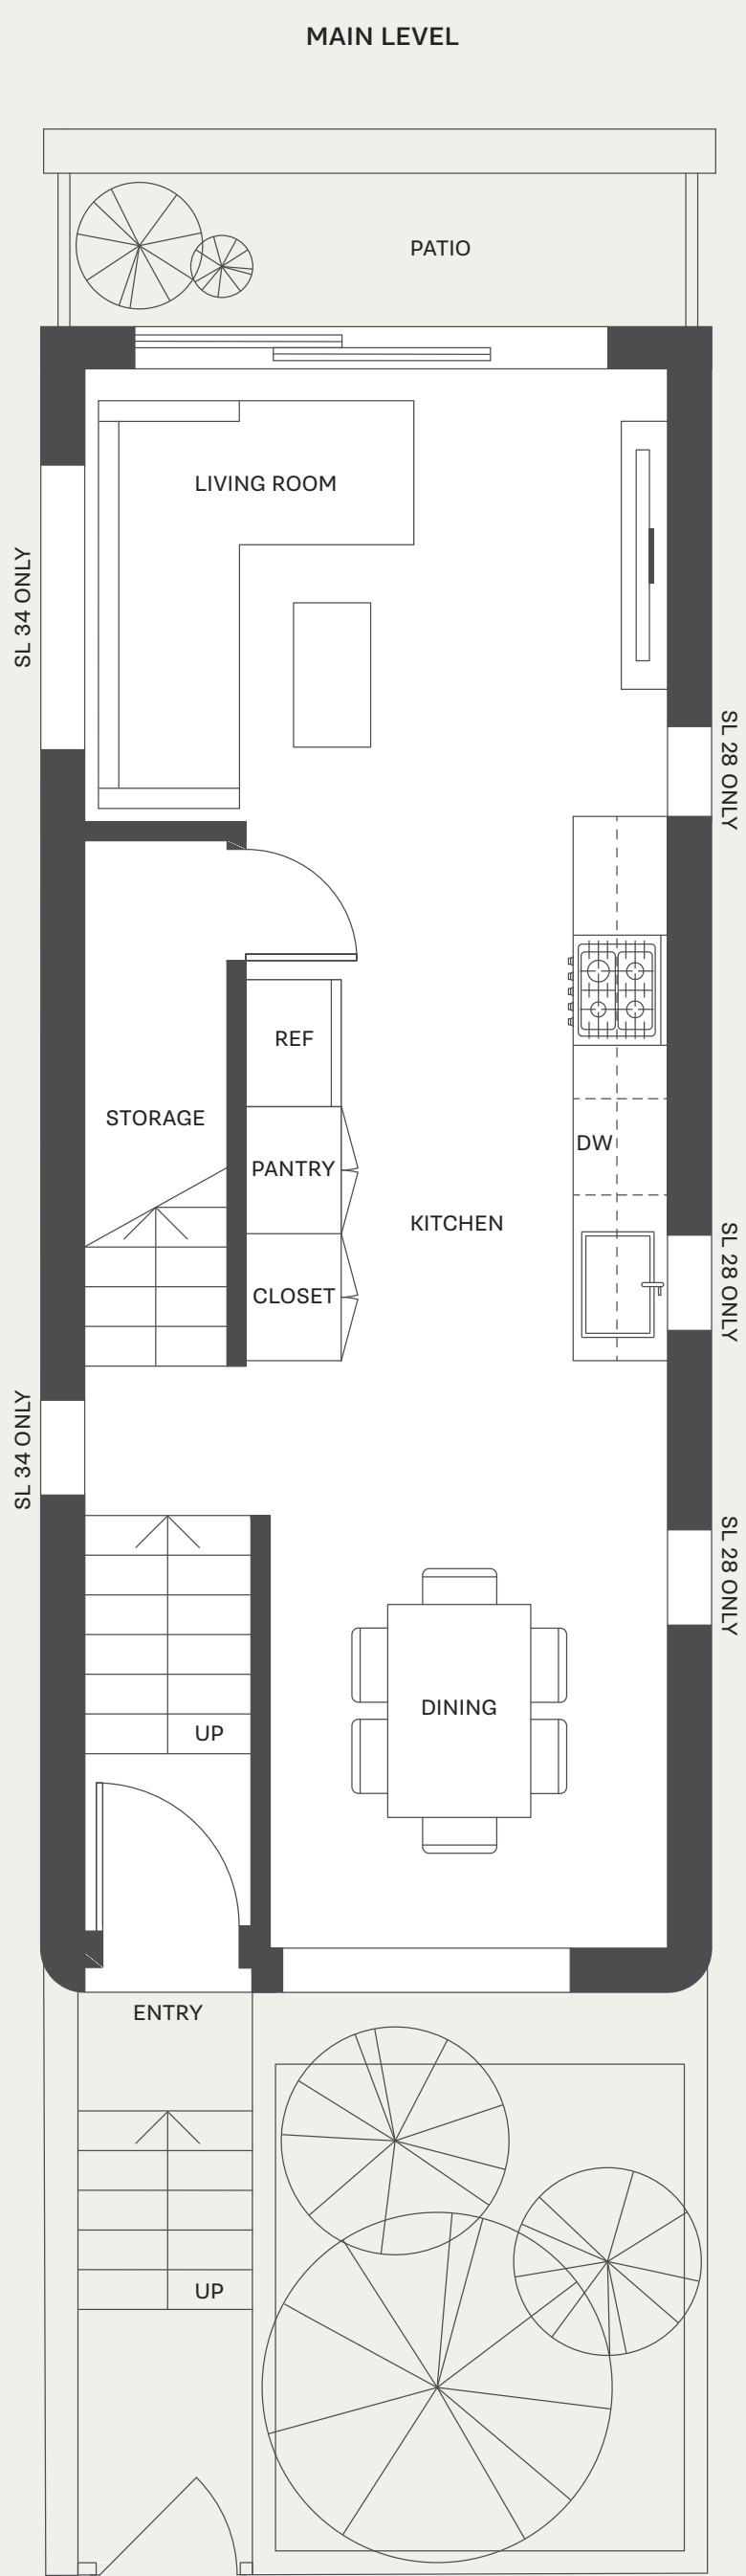 MAIN LEVEL
PATIO
LIVING ROOM
SL 34 ONLY
SL 28 ONLY
REF
STORAGE
DW
PANTRY
KITCHEN
SL 28 ONLY
CLOSET
SL 34 ONLY
SL 28 ONLY
DINING
UP
ENTRY
UP